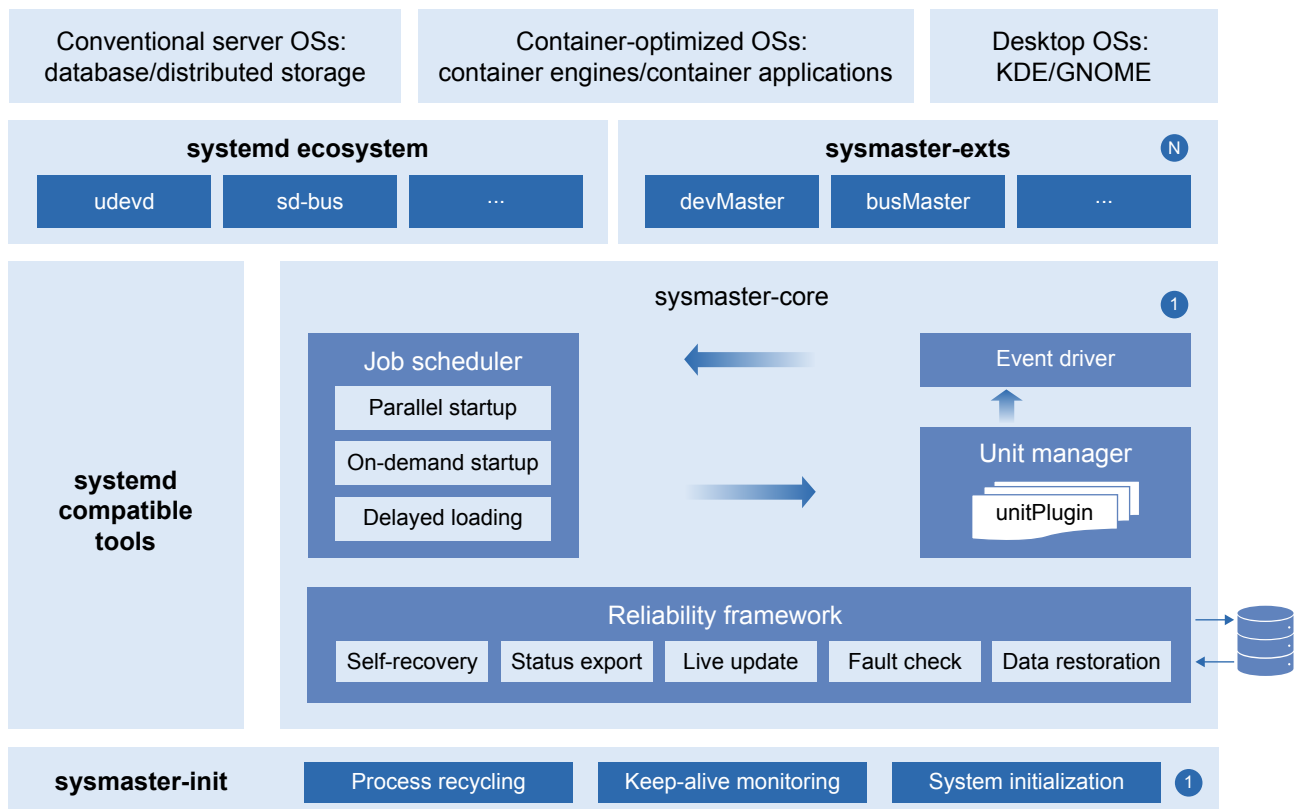 Conventional server OSs:
database/distributed storage
Container-optimized OSs:
container engines/container applications
Desktop OSs:
KDE/GNOME
systemd ecosystem
udevd
sd-bus
...
sysmaster-exts
N
devMaster
busMaster
...
systemd
compatible
tools
sysmaster-core
1
Job scheduler
Parallel startup
On-demand startup
Delayed loading
Event driver
Unit manager
unitPlugin
Reliability framework
Self-recovery
Status export
Live update
Fault check
Data restoration
sysmaster-init
Process recycling
Keep-alive monitoring
System initialization
1